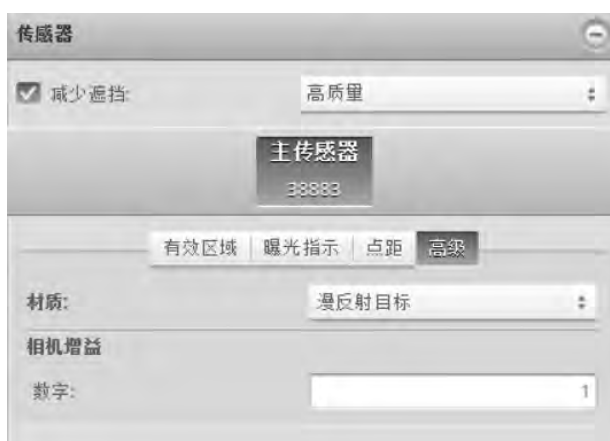 传感器
减少遮挡: 高质量
主传感器
38883
有效区域 曝光指示 点距 高级
材质: 漫反射目标
相机增益
数字: 1